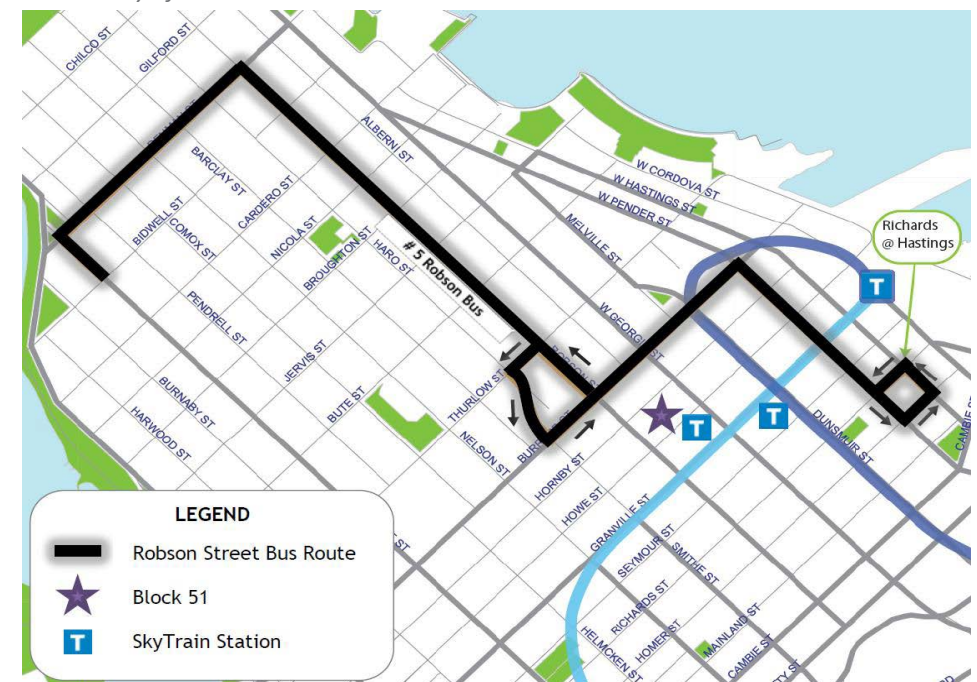 CHILCO ST
GILFORD ST
ALBERNI ST
BARCLAY ST
BIDWELL ST
COMOX ST
CARDERO ST
NICOLA ST
BROUGHTON ST
HARO ST
# 5 Robson Bus
W CORDOVA ST
W HASTINGS ST
W PENDER ST
MELVILLE ST
Richards
@ Hastings
T
W GEORGIA ST
PENDRELL ST
JERVIS ST
BURNABY ST
HARWOOD ST
BUTE ST
THURLOW ST
NELSON ST
T
T
DUNSMUIR ST
CAMBIE ST
HORNBY ST
HOWE ST
GRANVILLE ST
SEYMOUR ST
SMITHE ST
RICHARDS ST
HOMER ST
HELMCKEN ST
MAINLAND ST
CAMBIE ST
LEGEND
Robson Street Bus Route
Block 51
T
SkyTrain Station